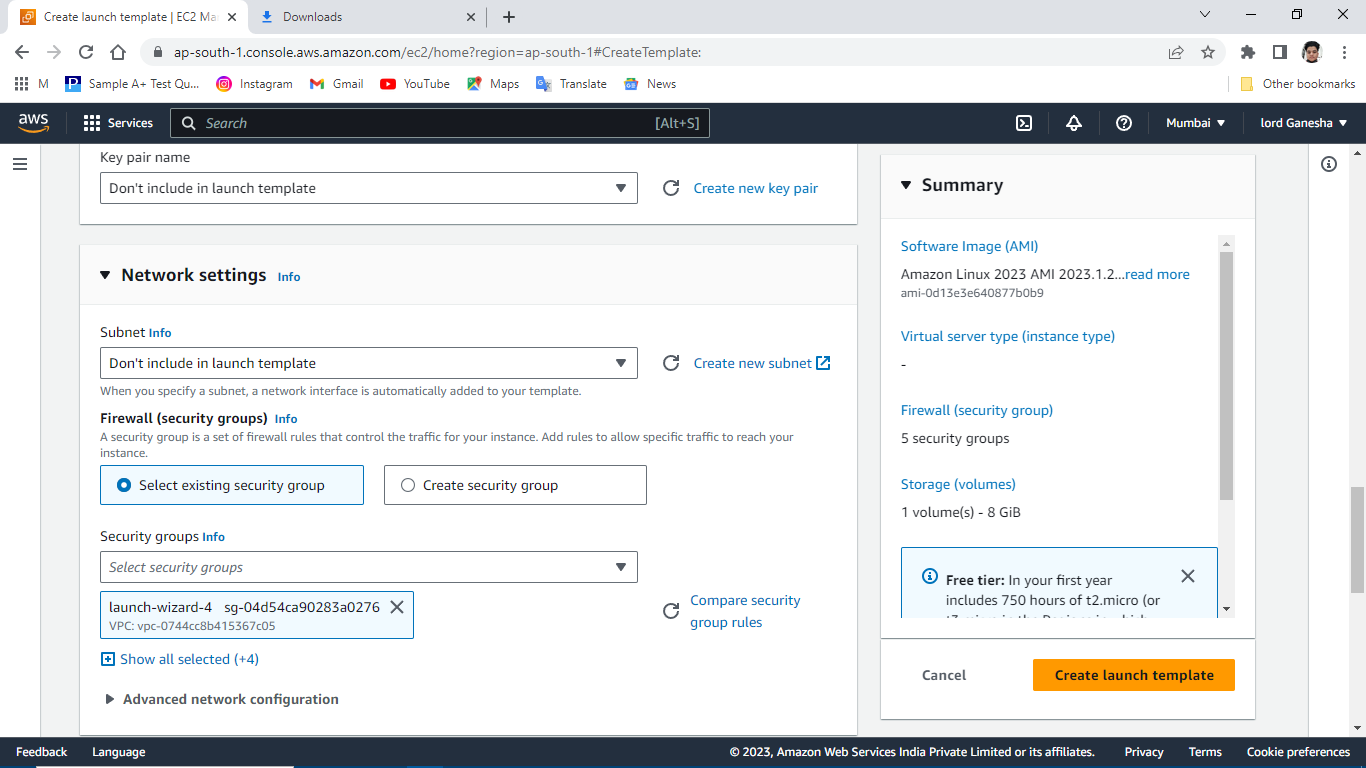 Create launch template | EC2 Ma
Downloads
ap-south-1.console.aws.amazon.com/ec2/home?region=ap-south-1#CreateTemplate:
M
Sample A+ Test Qu...
Instagram
Gmail
YouTube
Maps
Translate
News
Other bookmarks
aws
Services
Search
[Alt+S]
Mumbai
lord Ganesha
Key pair name
Don't include in launch template
Create new key pair
Network settings Info
Subnet Info
Don't include in launch template
Create new subnet
When you specify a subnet, a network interface is automatically added to your template.
Firewall (security groups) Info
A security group is a set of firewall rules that control the traffic for your instance. Add rules to allow specific traffic to reach your
instance.
Select existing security group
Create security group
Security groups Info
Select security groups
launch-wizard-4 sg-04d54ca90283a0276
VPC: vpc-0744cc8b415367c05
Compare security
group rules
Show all selected (+4)
Advanced network configuration
Summary
Software Image (AMI)
Amazon Linux 2023 AMI 2023.1.2...read more
ami-0d13e3e640877b0b9
Virtual server type (instance type)
-
Firewall (security group)
5 security groups
Storage (volumes)
1 volume(s) - 8 GiB
Free tier: In your first year
includes 750 hours of t2.micro (or
Cancel
Create launch template
Feedback
Language
© 2023, Amazon Web Services India Private Limited or its affiliates.
Privacy
Terms
Cookie preferences